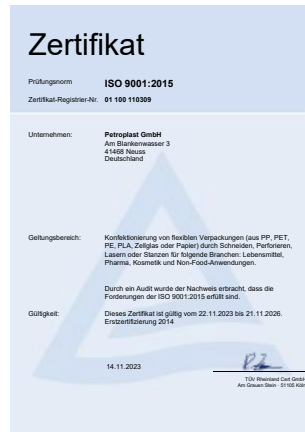 Zertifikat
Prüfungsnorm ISO 9001:2015
Zertifikat-Registrier-Nr. 01 100 110309
Unternehmen: Petroplast GmbH
Am Blankenwasser 3
41468 Neuss
Deutschland
Geltungsbereich: Konfektionierung von flexiblen Verpackungen (aus PP, PET,
PE, PLA, Zellglas oder Papier) durch Schneiden, Perforieren,
Lasern oder Stanzen für folgende Branchen: Lebensmittel,
Pharma, Kosmetik und Non-Food-Anwendungen.
Durch ein Audit wurde der Nachweis erbracht, dass die
Forderungen der ISO 9001:2015 erfüllt sind.
Gültigkeit: Dieses Zertifikat ist gültig vom 22.11.2023 bis 21.11.2026.
Erstzertifizierung 2014
14.11.2023
TÜV Rheinland Cert GmbH
Am Grauen Stein · 51105 Köln